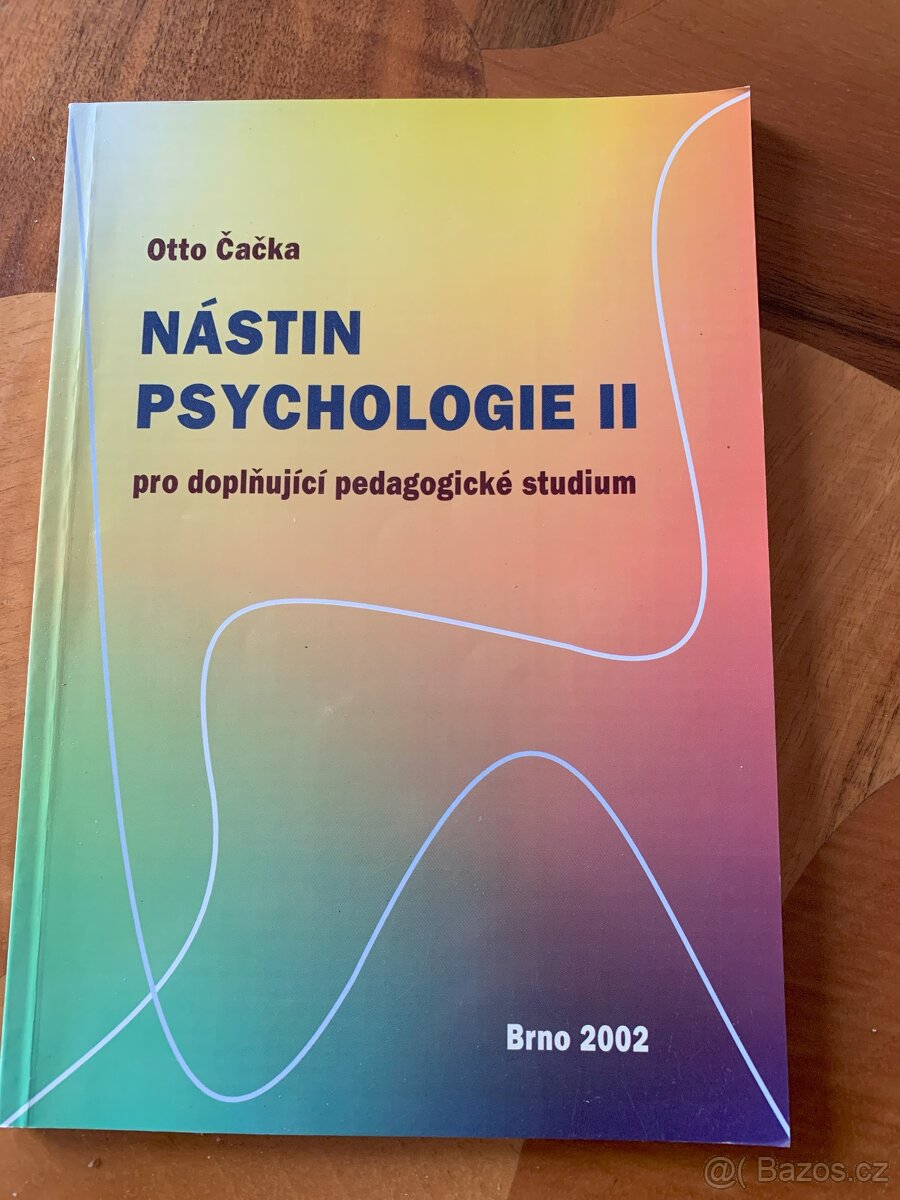 Otto Čačka
NÁSTIN
PSYCHOLOGIE II
pro doplňující pedagogické studium
Brno 2002
@( Bazos.cz